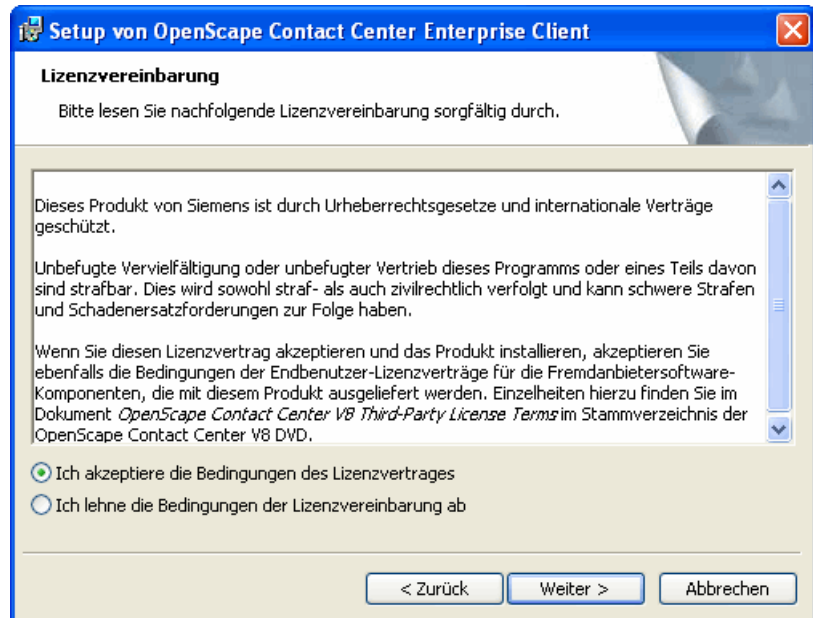 Setup von OpenScape Contact Center Enterprise Client
Lizenzvereinbarung
Bitte lesen Sie nachfolgende Lizenzvereinbarung sorgfältig durch.
Dieses Produkt von Siemens ist durch Urheberrechtsgesetze und internationale Verträge
geschützt.
Unbefugte Vervielfältigung oder unbefugter Vertrieb dieses Programms oder eines Teils davon
sind strafbar. Dies wird sowohl straf- als auch zivilrechtlich verfolgt und kann schwere Strafen
und Schadenersatzforderungen zur Folge haben.
Wenn Sie diesen Lizenzvertrag akzeptieren und das Produkt installieren, akzeptieren Sie
ebenfalls die Bedingungen der Endbenutzer-Lizenzverträge für die Fremdanbietersoftware-
Komponenten, die mit diesem Produkt ausgeliefert werden. Einzelheiten hierzu finden Sie im
Dokument OpenScape Contact Center V8 Third-Party License Terms im Stammverzeichnis der
OpenScape Contact Center V8 DVD.
Ich akzeptiere die Bedingungen des Lizenzvertrages
Ich lehne die Bedingungen der Lizenzvereinbarung ab
< Zurück Weiter > Abbrechen